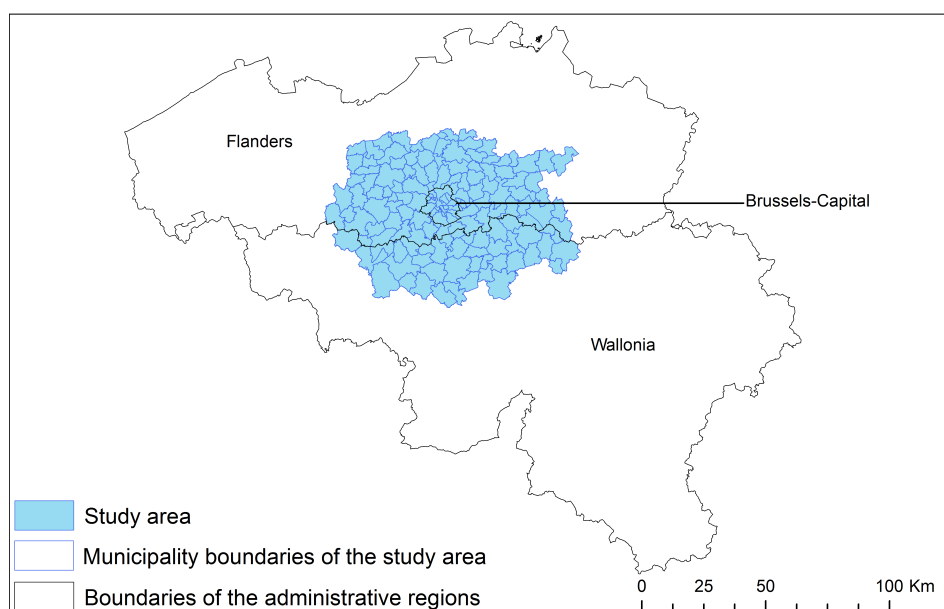 Flanders
Brussels-Capital
Wallonia
Study area
Municipality boundaries of the study area
Boundaries of the administrative regions
0 25 50 100 Km